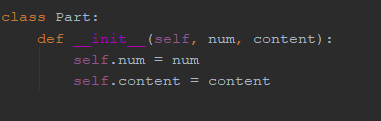 class Part:
    def __init__(self, num, content):
        self.num = num
        self.content = content